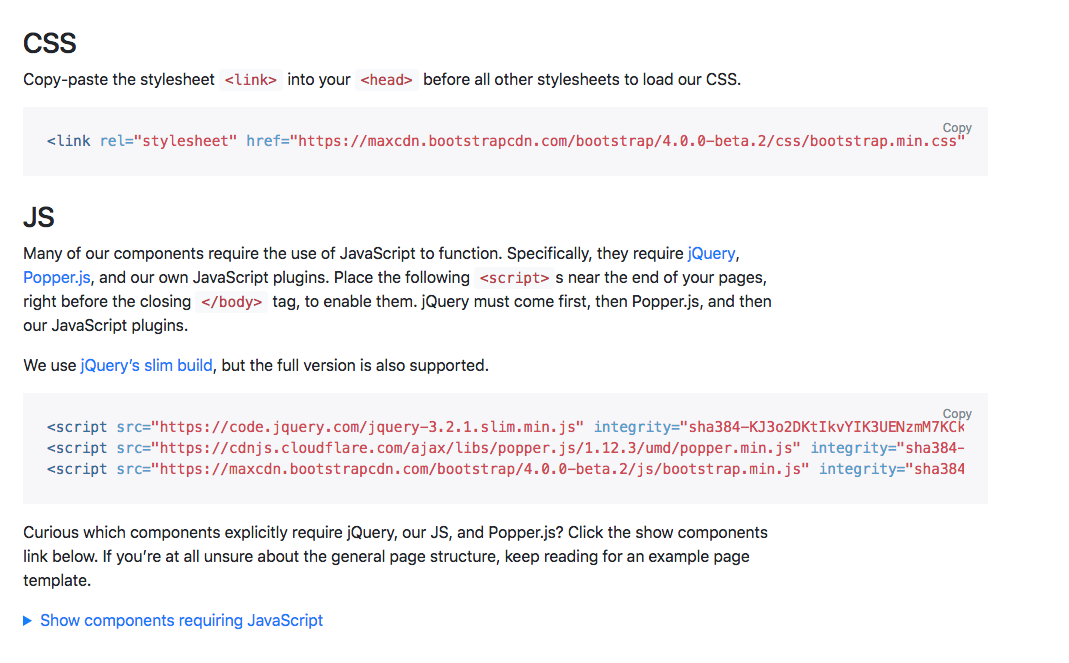 CSS
Copy-paste the stylesheet <link> into your <head> before all other stylesheets to load our CSS.
Copy
<link rel="stylesheet" href="https://maxcdn.bootstrapcdn.com/bootstrap/4.0.0-beta.2/css/bootstrap.min.css"
JS
Many of our components require the use of JavaScript to function. Specifically, they require jQuery,
Popper.js, and our own JavaScript plugins. Place the following <script> s near the end of your pages,
right before the closing </body> tag, to enable them. jQuery must come first, then Popper.js, and then
our JavaScript plugins.
We use jQuery’s slim build, but the full version is also supported.
Copy
<script src="https://code.jquery.com/jquery-3.2.1.slim.min.js" integrity="sha384-KJ3o2DKtIkvYIK3UENzmM7KCk
<script src="https://cdnjs.cloudflare.com/ajax/libs/popper.js/1.12.3/umd/popper.min.js" integrity="sha384-
<script src="https://maxcdn.bootstrapcdn.com/bootstrap/4.0.0-beta.2/js/bootstrap.min.js" integrity="sha384
Curious which components explicitly require jQuery, our JS, and Popper.js? Click the show components
link below. If you’re at all unsure about the general page structure, keep reading for an example page
template.
Show components requiring JavaScript